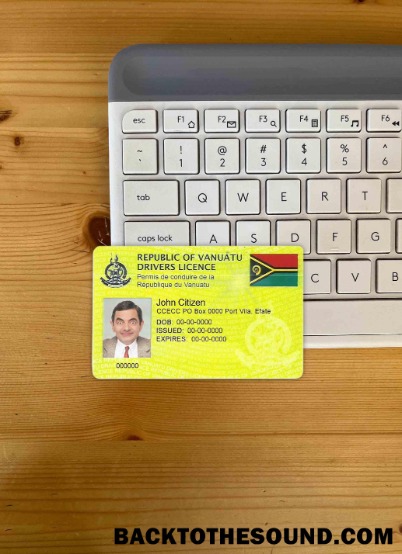 esc F1 F2 F3 F4 F5 F6
~ ! @ # $ % ^
` 1 2 3 4 5 6
tab Q W E R T
caps lock A S D F G
C V B
REPUBLIC OF VANUATU
DRIVERS LICENCE
Permis de conduire de la
République du Vanuatu
John Citizen
CCECC PO Box 0000 Port Vila, Efate
DOB: 00-00-0000
ISSUED: 00-00-0000
EXPIRES: 00-00-0000
000000
BACKTOTHESOUND.COM